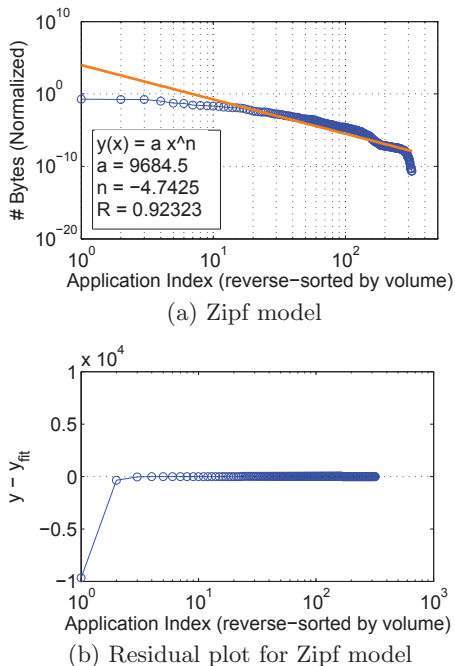 10^10
10^0
10^-10
10^-20
# Bytes (Normalized)
y(x) = a x^n
a = 9684.5
n = −4.7425
R = 0.92323
10^0 10^1 10^2
Application Index (reverse−sorted by volume)
(a) Zipf model
1 x 10^4
0.5
0
−0.5
−1
y − y_fit
10^0 10^1 10^2 10^3
Application Index (reverse−sorted by volume)
(b) Residual plot for Zipf model